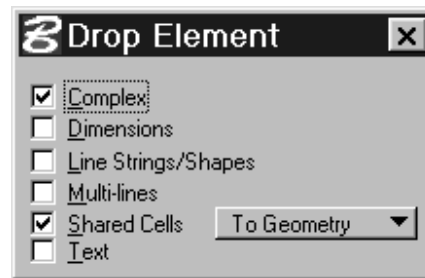 Drop Element
Complex
Dimensions
Line Strings/Shapes
Multi-lines
Shared Cells To Geometry
Text